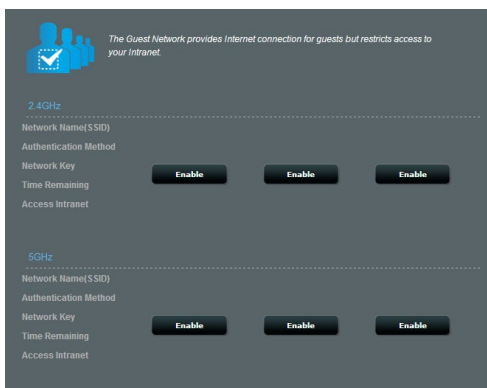 The Guest Network provides Internet connection for guests but restricts access to
your Intranet.
2.4GHz
Network Name(SSID)
Authentication Method
Network Key
Enable Enable Enable
Time Remaining
Access Intranet
5GHz
Network Name(SSID)
Authentication Method
Network Key
Enable Enable Enable
Time Remaining
Access Intranet